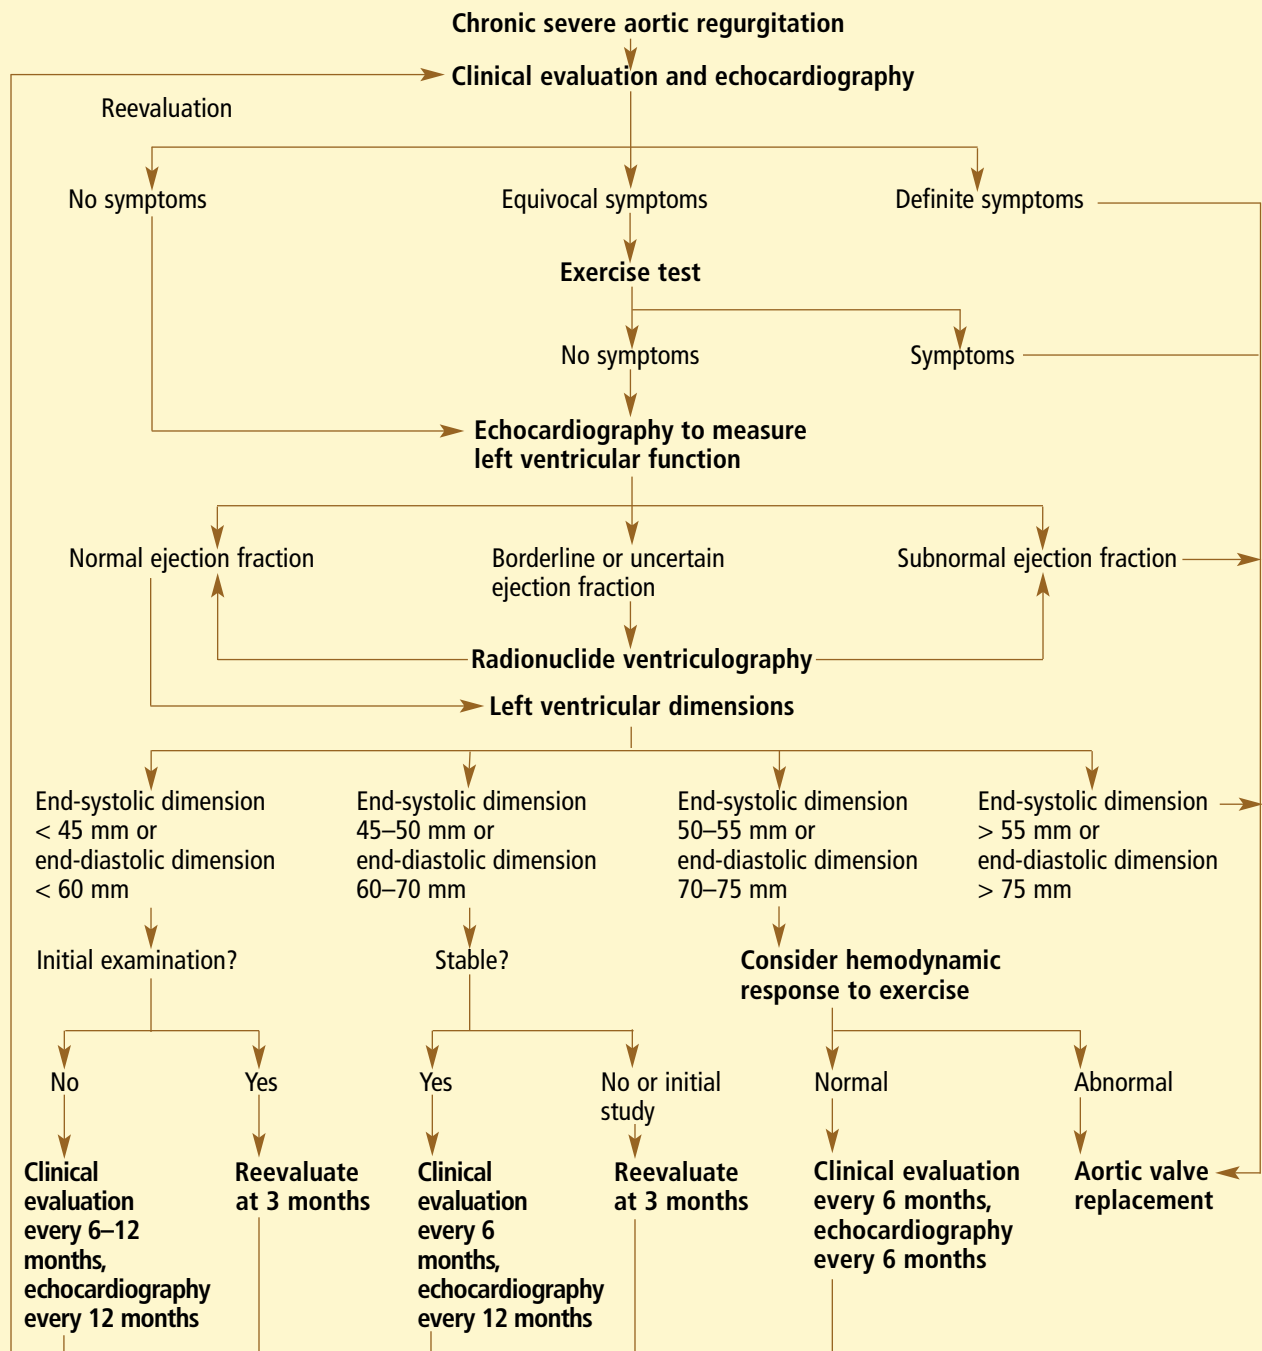 Chronic severe aortic regurgitation
Clinical evaluation and echocardiography
Reevaluation
No symptoms
Equivocal symptoms
Definite symptoms
Exercise test
No symptoms
Symptoms
Echocardiography to measure
left ventricular function
Normal ejection fraction
Borderline or uncertain
ejection fraction
Subnormal ejection fraction
Radionuclide ventriculography
Left ventricular dimensions
End-systolic dimension
< 45 mm or
end-diastolic dimension
< 60 mm
End-systolic dimension
45–50 mm or
end-diastolic dimension
60–70 mm
End-systolic dimension
50–55 mm or
end-diastolic dimension
70–75 mm
End-systolic dimension
> 55 mm or
end-diastolic dimension
> 75 mm
Initial examination?
Stable?
Consider hemodynamic
response to exercise
No
Yes
Yes
No or initial
study
Normal
Abnormal
Clinical
evaluation
every 6–12
months,
echocardiography
every 12 months
Reevaluate
at 3 months
Clinical
evaluation
every 6
months,
echocardiography
every 12 months
Reevaluate
at 3 months
Clinical evaluation
every 6 months,
echocardiography
every 6 months
Aortic valve
replacement